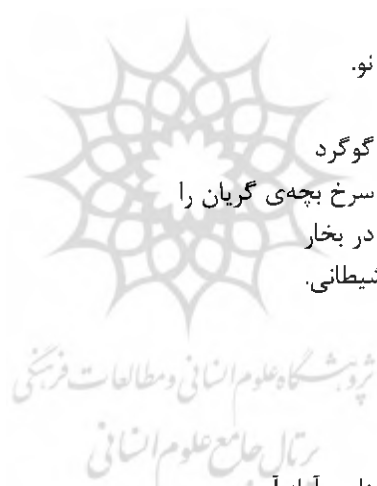 نو.
گوگرد
سرخ بچه‌ی گریان را
در بخار
شیطانی.
پژوهشگاه علوم انسانی و مطالعات فرهنگی
پرتال جامع علوم انسانی